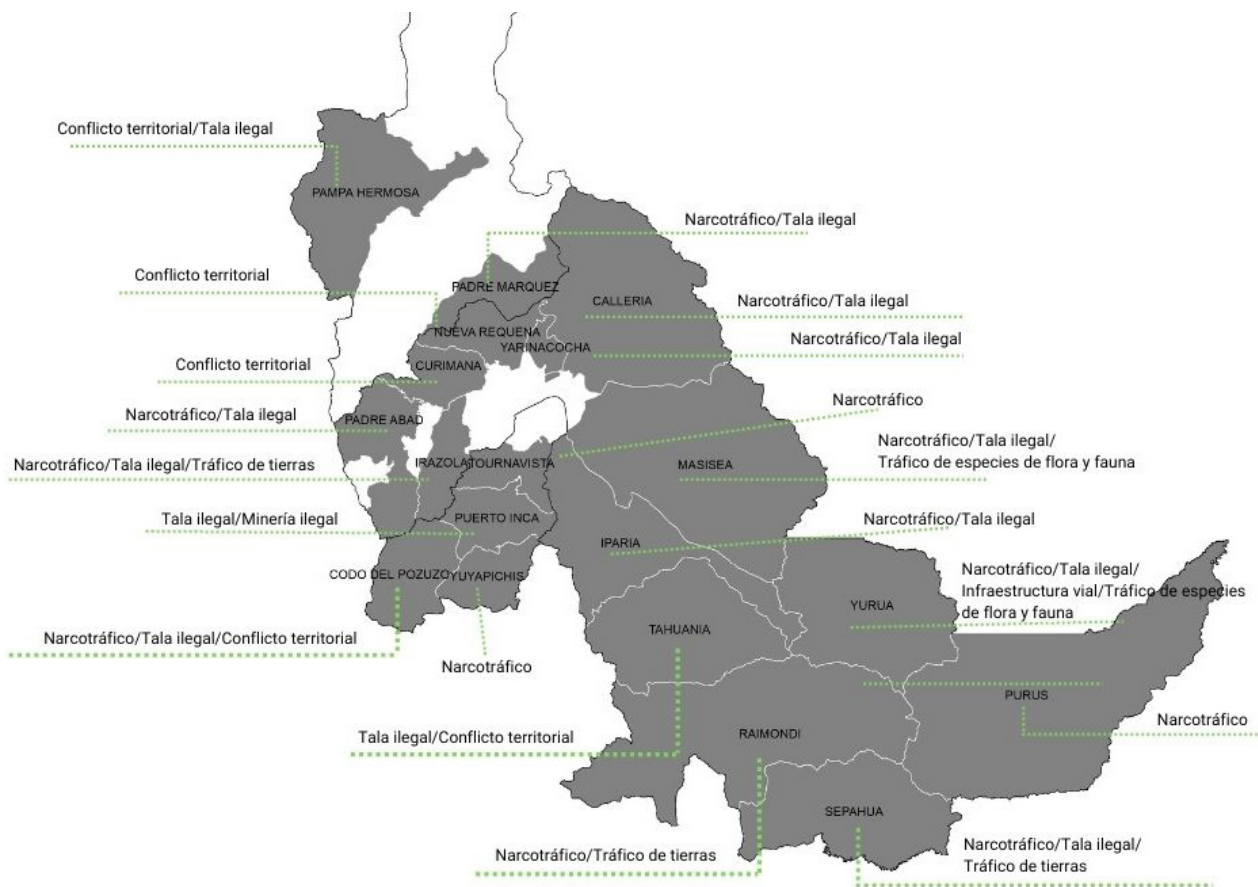 Conflicto territorial/Tala ilegal
PAMPA HERMOSA
Narcotráfico/Tala ilegal
Conflicto territorial
PADRE MARQUEZ
CALLERIA
Narcotráfico/Tala ilegal
NUEVA REQUENA
YARINACOCHA
Narcotráfico/Tala ilegal
Conflicto territorial
CURIMANA
Narcotráfico
Narcotráfico/Tala ilegal
PADRE ABAD
Narcotráfico/Tala ilegal/
Tráfico de especies de flora y fauna
Narcotráfico/Tala ilegal/Tráfico de tierras
IRAZOLA
TOURNAVISTA
MASISEA
Tala ilegal/Minería ilegal
PUERTO INCA
Narcotráfico/Tala ilegal
IPARIA
CODO DEL POZUZO
YUYAPICHIS
Narcotráfico/Tala ilegal/
Infraestructura vial/Tráfico de especies
de flora y fauna
YURUA
Narcotráfico/Tala ilegal/Conflicto territorial
TAHUANIA
Narcotráfico
PURUS
Narcotráfico
Tala ilegal/Conflicto territorial
RAIMONDI
SEPAHUA
Narcotráfico/Tráfico de tierras
Narcotráfico/Tala ilegal/
Tráfico de tierras